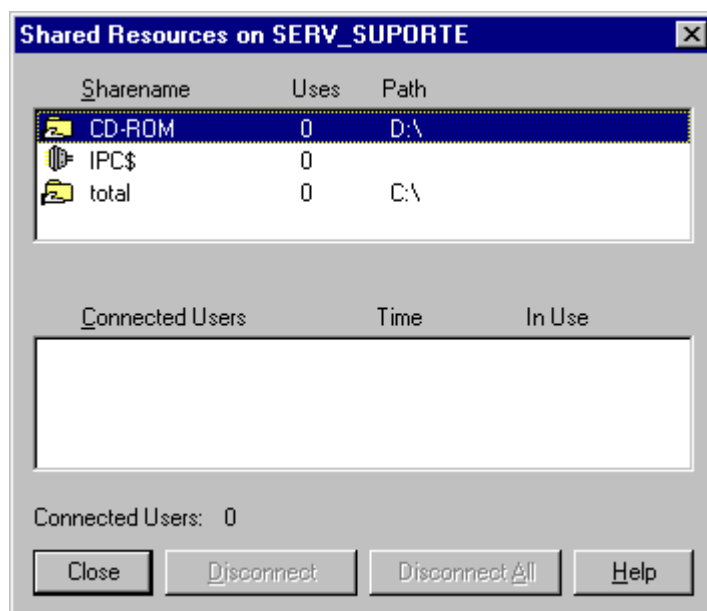 Shared Resources on SERV_SUPORTE
Sharename Uses Path
CD-ROM 0 D:\
IPC$ 0
total 0 C:\
Connected Users Time In Use
Connected Users: 0
Close Disconnect Disconnect All Help